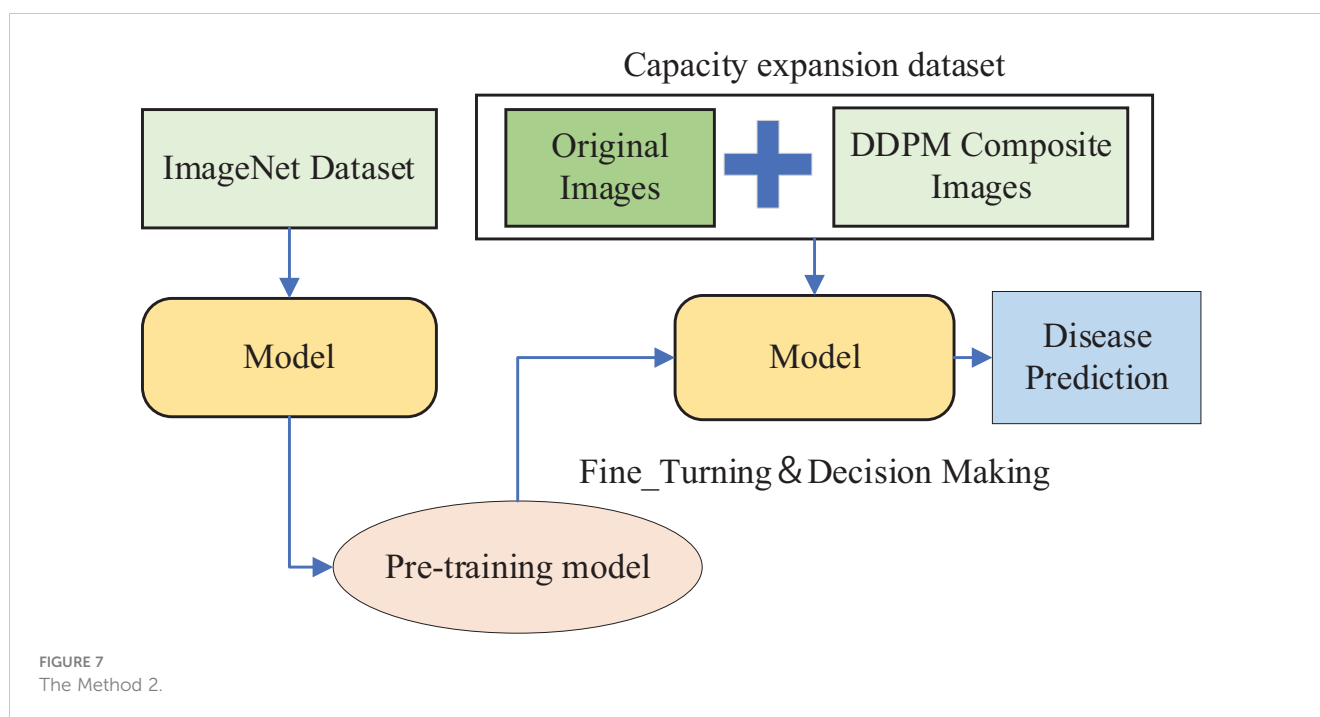 Capacity expansion dataset
ImageNet Dataset
Original
Images
DDPM Composite
Images
Model
Model
Disease
Prediction
Fine_Turning&Decision Making
Pre-training model
FIGURE 7
The Method 2.